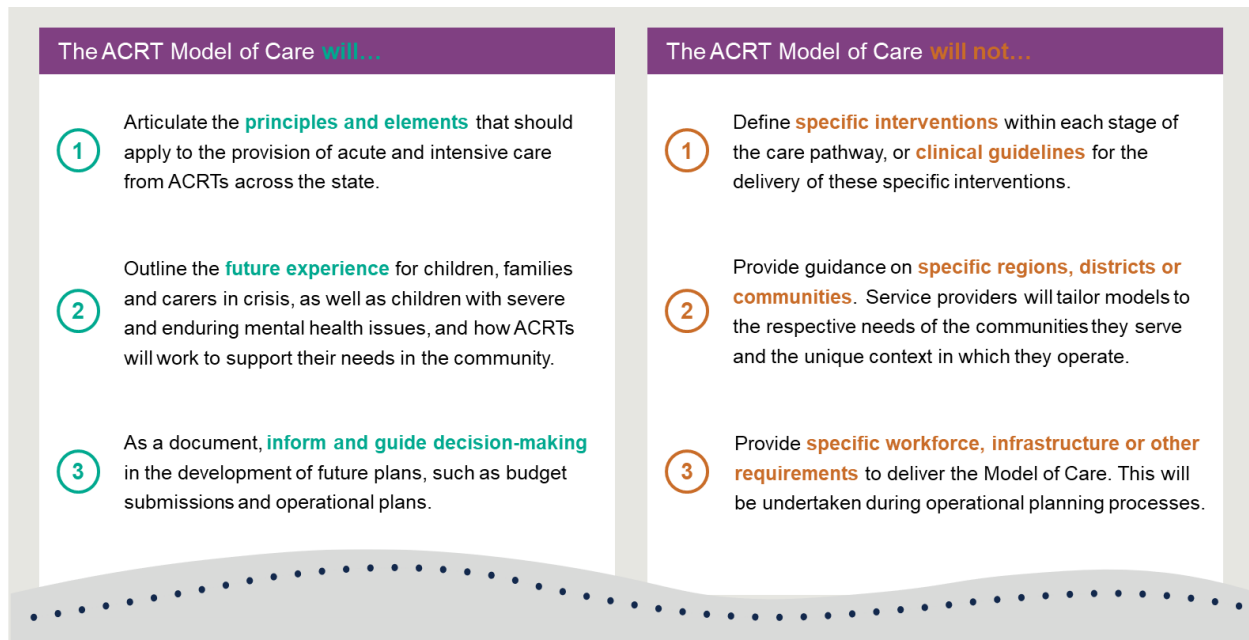 The ACRT Model of Care will…
1
Articulate the principles and elements that should
apply to the provision of acute and intensive care
from ACRTs across the state.
2
Outline the future experience for children, families
and carers in crisis, as well as children with severe
and enduring mental health issues, and how ACRTs
will work to support their needs in the community.
3
As a document, inform and guide decision-making
in the development of future plans, such as budget
submissions and operational plans.
The ACRT Model of Care will not…
1
Define specific interventions within each stage of
the care pathway, or clinical guidelines for the
delivery of these specific interventions.
2
Provide guidance on specific regions, districts or
communities. Service providers will tailor models to
the respective needs of the communities they serve
and the unique context in which they operate.
3
Provide specific workforce, infrastructure or other
requirements to deliver the Model of Care. This will
be undertaken during operational planning processes.